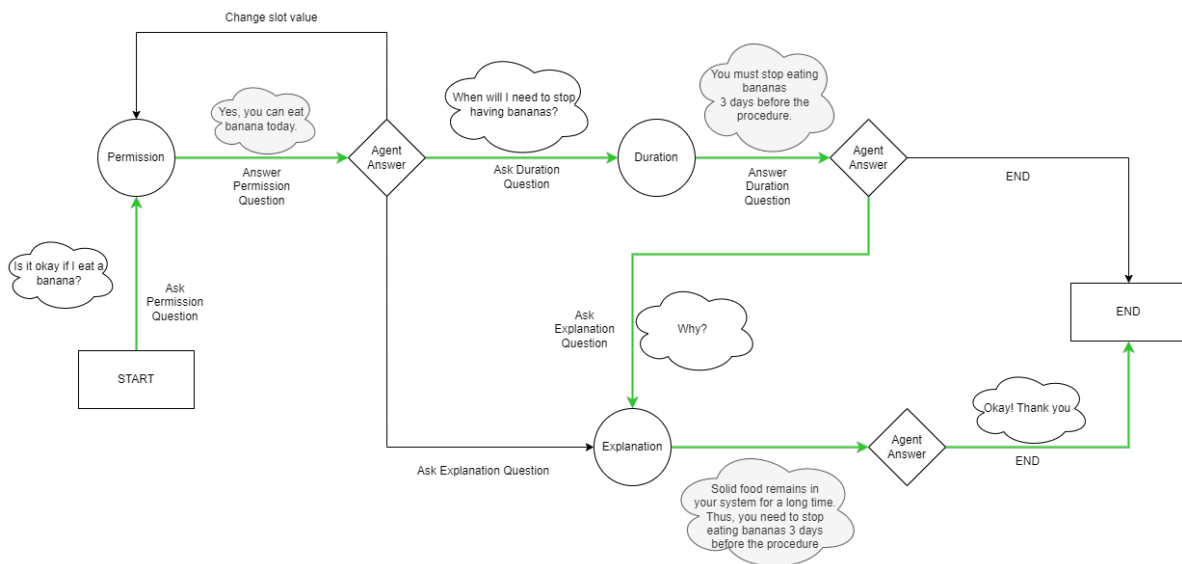 Change slot value
Yes, you can eat
banana today.
When will I need to stop
having bananas?
You must stop eating
bananas
3 days before the
procedure.
Permission
Agent
Answer
Duration
Agent
Answer
Answer
Permission
Question
Ask Duration
Question
Answer
Duration
Question
END
Is it okay if I eat a
banana?
Ask
Permission
Question
START
Ask
Explanation
Question
Why?
END
Okay! Thank you
Explanation
Agent
Answer
Ask Explanation Question
END
Solid food remains in
your system for a long time.
Thus, you need to stop
eating bananas 3 days
before the procedure